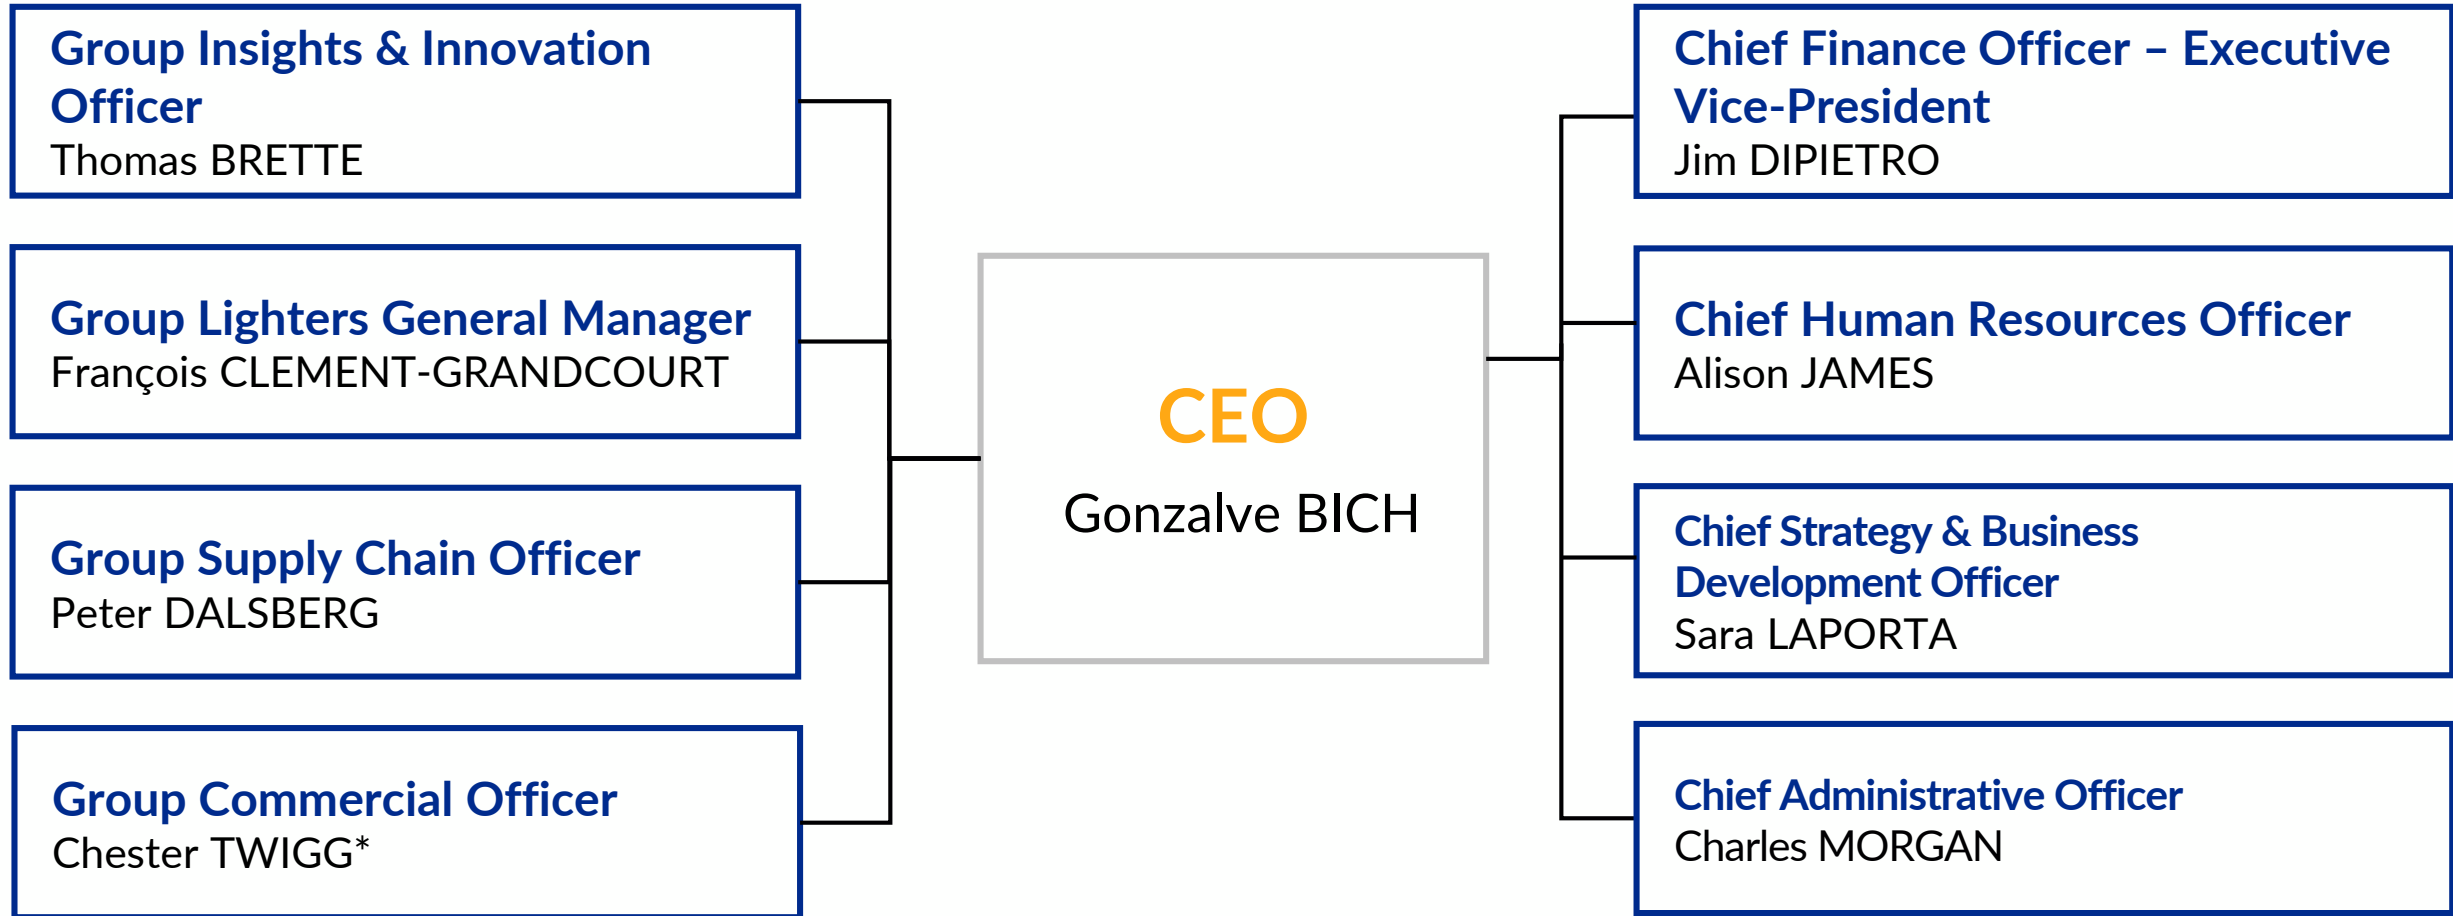 Group Insights & Innovation
Officer
Thomas BRETTE
Group Lighters General Manager
François CLEMENT-GRANDCOURT
Group Supply Chain Officer
Peter DALSBERG
Group Commercial Officer
Chester TWIGG*
CEO
Gonzalve BICH
Chief Finance Officer – Executive
Vice-President
Jim DIPIETRO
Chief Human Resources Officer
Alison JAMES
Chief Strategy & Business
Development Officer
Sara LAPORTA
Chief Administrative Officer
Charles MORGAN